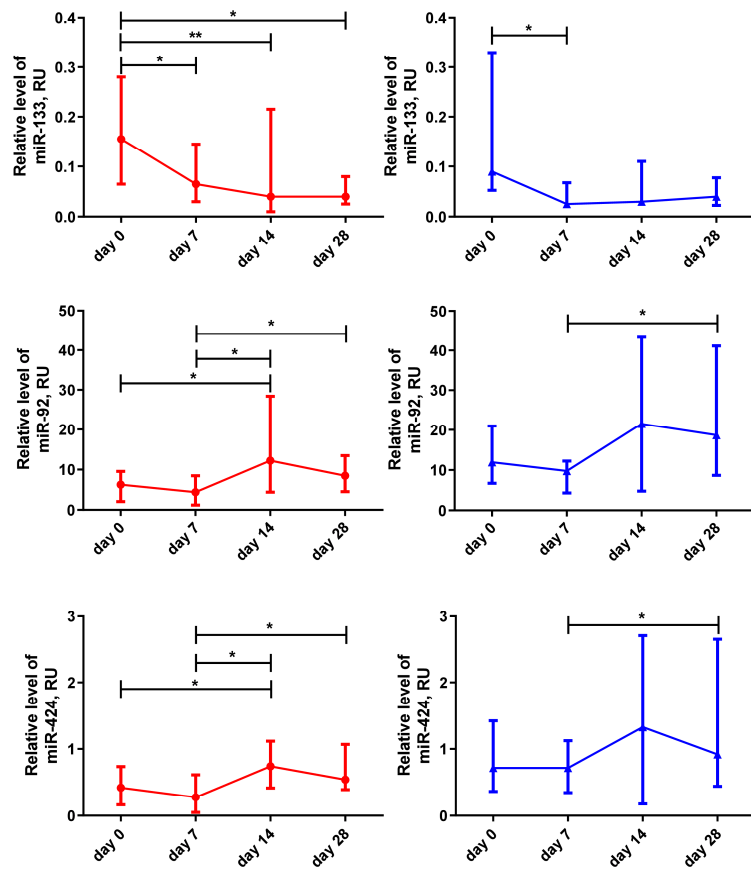 Relative level of
miR-133, RU
0.4
0.3
0.2
0.1
0.0
*
**
*
day 0
day 7
day 14
day 28
Relative level of
miR-133, RU
0.4
0.3
0.2
0.1
0.0
*
day 0
day 7
day 14
day 28
Relative level of
miR-92, RU
50
40
30
20
10
0
*
*
*
day 0
day 7
day 14
day 28
Relative level of
miR-92, RU
50
40
30
20
10
0
*
day 0
day 7
day 14
day 28
Relative level of
miR-424, RU
3
2
1
0
*
*
*
day 0
day 7
day 14
day 28
Relative level of
miR-424, RU
3
2
1
0
*
day 0
day 7
day 14
day 28